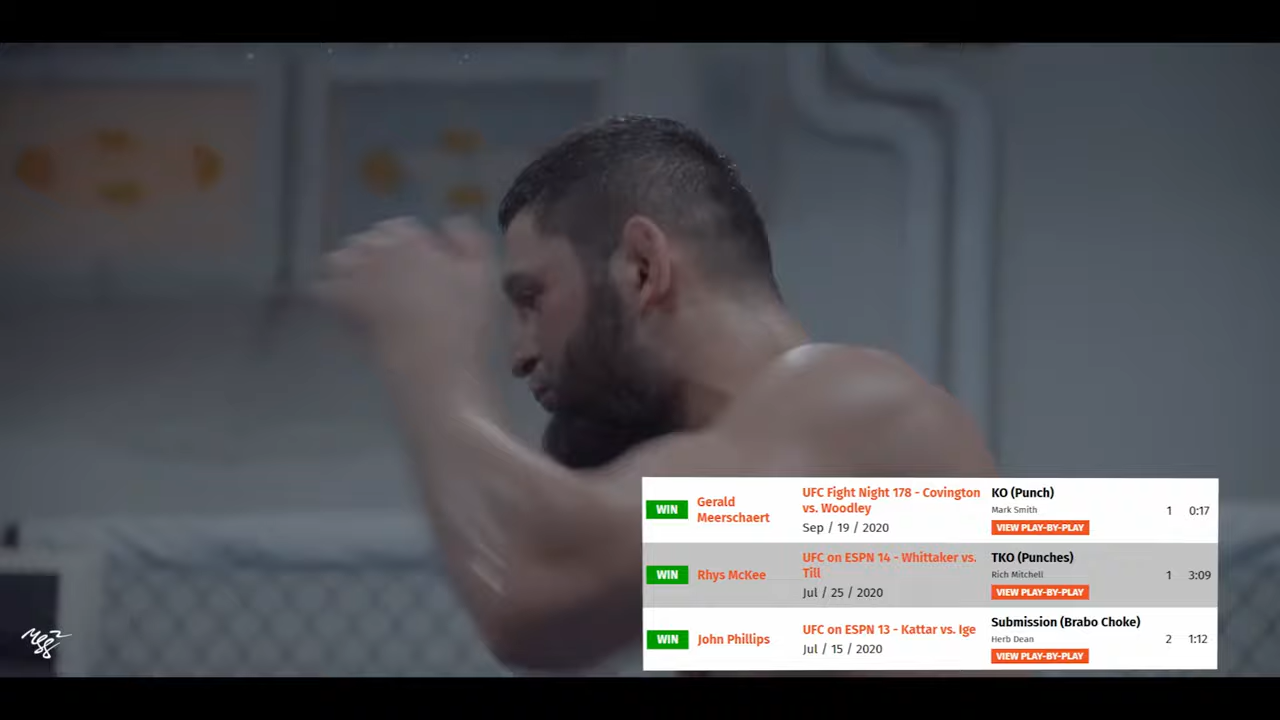 WIN
Gerald
Meerschaert
UFC Fight Night 178 - Covington
vs. Woodley
Sep / 19 / 2020
KO (Punch)
Mark Smith
VIEW PLAY-BY-PLAY
1
0:17
WIN
Rhys McKee
UFC on ESPN 14 - Whittaker vs.
Till
Jul / 25 / 2020
TKO (Punches)
Rich Mitchell
VIEW PLAY-BY-PLAY
1
3:09
WIN
John Phillips
UFC on ESPN 13 - Kattar vs. Ige
Jul / 15 / 2020
Submission (Brabo Choke)
Herb Dean
VIEW PLAY-BY-PLAY
2
1:12